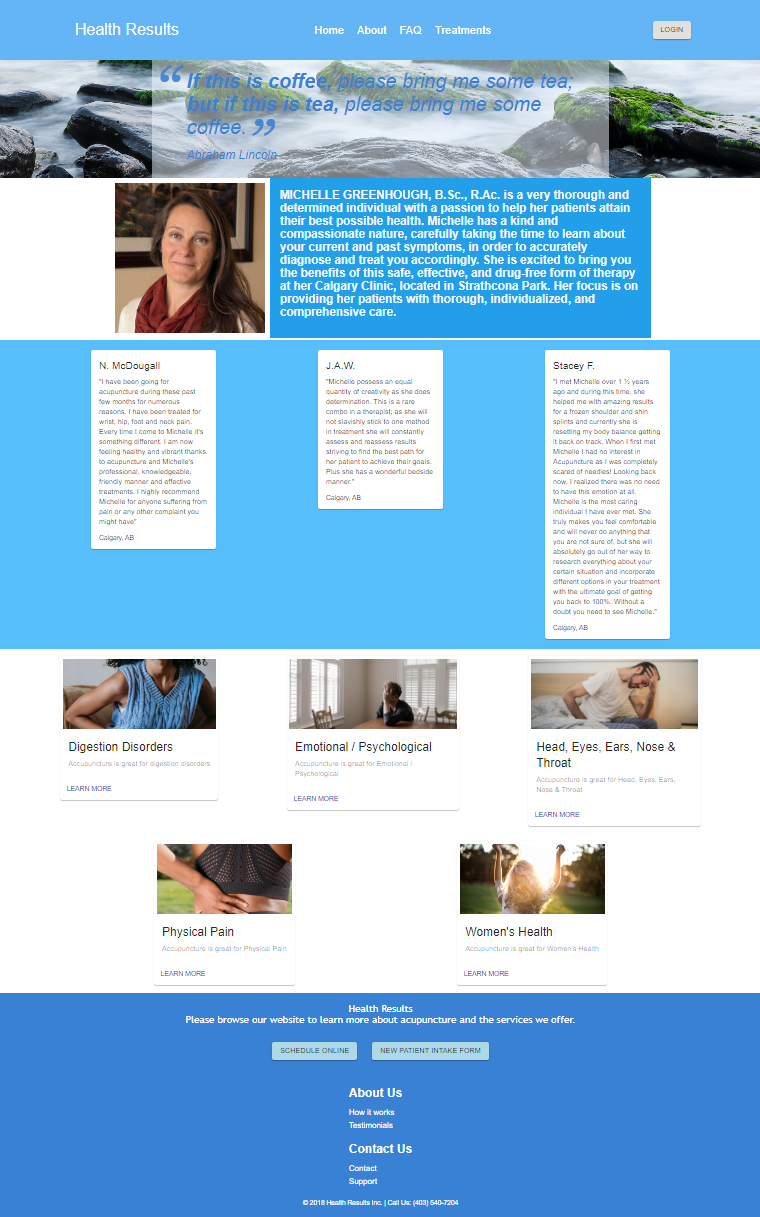 Health Results
Home About FAQ Treatments
LOGIN
“ If this is coffee, please bring me some tea;
but if this is tea, please bring me some
coffee. ”
Abraham Lincoln
MICHELLE GREENHOUGH, B.Sc., R.Ac. is a very thorough and
determined individual with a passion to help her patients attain
their best possible health. Michelle has a kind and
compassionate nature, carefully taking the time to learn about
your current and past symptoms, in order to accurately
diagnose and treat you accordingly. She is excited to bring you
the benefits of this safe, effective, and drug-free form of therapy
at her Calgary Clinic, located in Strathcona Park. Her focus is on
providing her patients with thorough, individualized, and
comprehensive care.
N. McDougall
"I have been going for
acupuncture during these past
few months for numerous
reasons. I have been treated for
wrist, hip, foot and neck pain.
Every time I come to Michelle it's
something different. I am now
feeling healthy and vibrant thanks
to acupuncture and Michelle's
professional, knowledgeable,
friendly manner and effective
treatments. I highly recommend
Michelle for anyone suffering from
pain or any other complaint you
might have"
Calgary, AB
J.A.W.
"Michelle possess an equal
quantity of creativity as she does
determination. This is a rare
combo in a therapist; as she will
not slavishly stick to one method
in treatment she will constantly
assess and reassess results
striving to find the best path for
her patient to achieve their goals.
Plus she has a wonderful bedside
manner."
Calgary, AB
Stacey F.
"I met Michelle over 1 ½ years
ago and during this time, she
helped me with amazing results
for a frozen shoulder and shin
splints and currently she is
resetting my body balance getting
it back on track. When I first met
Michelle I had no interest in
Acupuncture as I was completely
scared of needles! Looking back
now, I realized there was no need
to have this emotion at all.
Michelle is the most caring
individual I have ever met. She
truly makes you feel comfortable
and will never do anything that
you are not sure of, but she will
absolutely go out of her way to
research everything about your
certain situation and incorporate
different options in your treatment
with the ultimate goal of getting
you back to 100%. Without a
doubt you need to see Michelle."
Calgary, AB
Digestion Disorders
Accupuncture is great for digestion disorders
LEARN MORE
Emotional / Psychological
Accupuncture is great for Emotional /
Psychological
LEARN MORE
Head, Eyes, Ears, Nose &
Throat
Accupuncture is great for Head, Eyes, Ears,
Nose & Throat
LEARN MORE
Physical Pain
Accupuncture is great for Physical Pain
LEARN MORE
Women's Health
Accupuncture is great for Women's Health
LEARN MORE
Health Results
Please browse our website to learn more about acupuncture and the services we offer.
SCHEDULE ONLINE
NEW PATIENT INTAKE FORM
About Us
How it works
Testimonials
Contact Us
Contact
Support
© 2018 Health Results Inc. | Call Us: (403) 540-7204